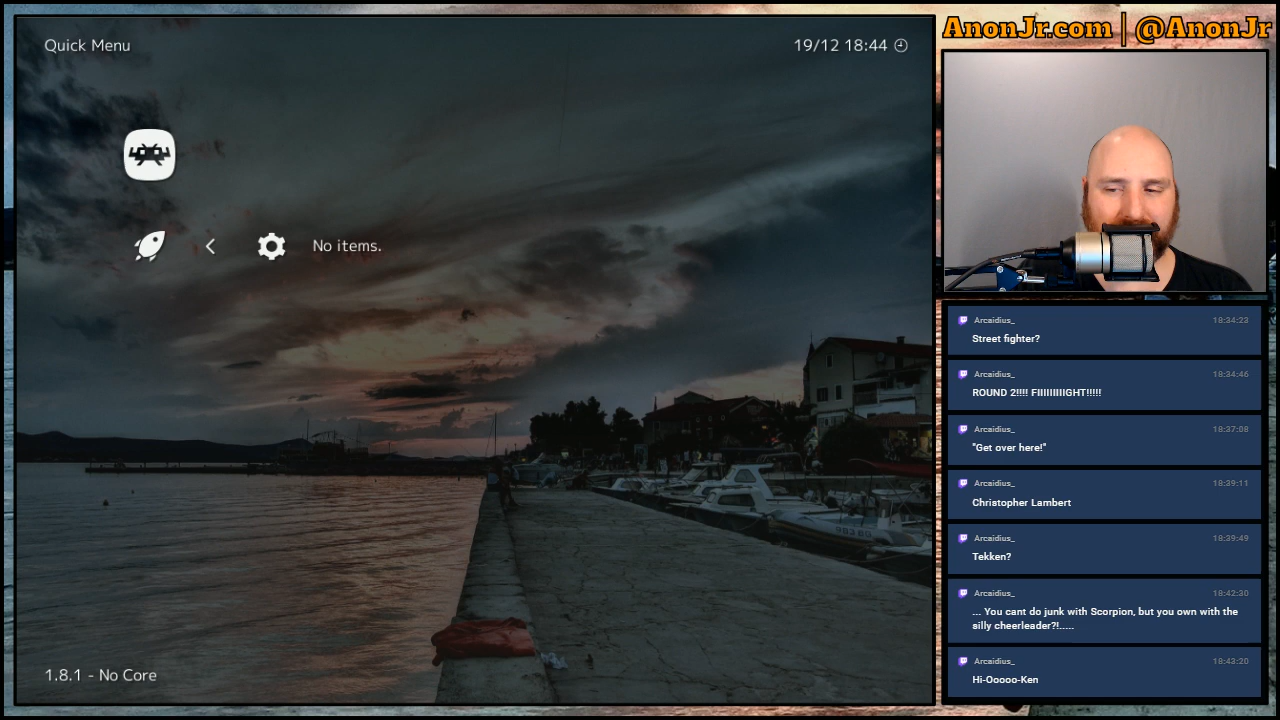 Quick Menu
19/12 18:44
No items.
1.8.1 - No Core
AnonJr.com | @AnonJr
Arcaidius_ 18:34:23
Street fighter?
Arcaidius_ 18:34:46
ROUND 2!!!! FIIIIIIIIIGHT!!!!!
Arcaidius_ 18:37:08
"Get over here!"
Arcaidius_ 18:39:11
Christopher Lambert
Arcaidius_ 18:39:49
Tekken?
Arcaidius_ 18:42:30
... You cant do junk with Scorpion, but you own with the
silly cheerleader?!.....
Arcaidius_ 18:43:20
Hi-Ooooo-Ken